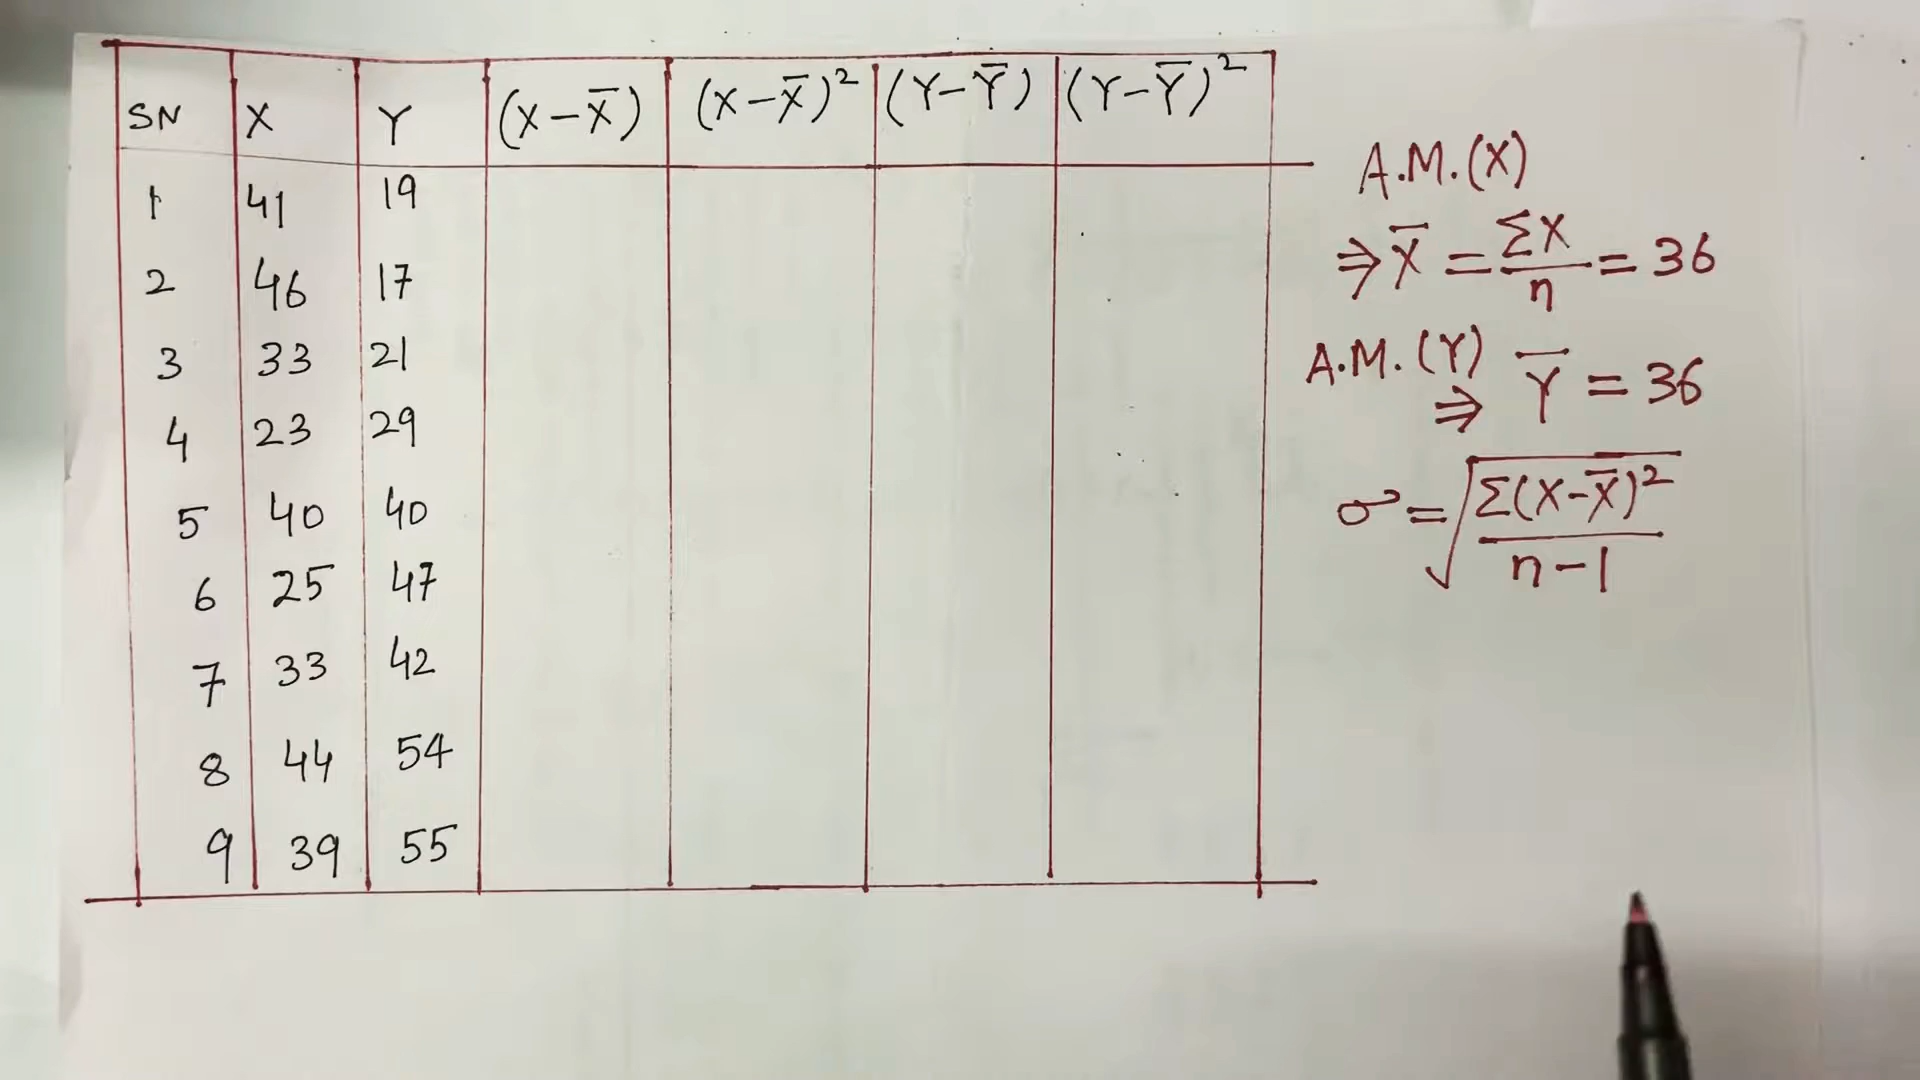 SN X Y (X-X̅) (X-X̅)² (Y-Y̅) (Y-Y̅)²
1 41 19
2 46 17
3 33 21
4 23 29
5 40 40
6 25 47
7 33 42
8 44 54
9 39 55
A.M.(X)
⇒ X̅ = ΣX/n = 36
A.M.(Y)
⇒ Y̅ = 36
σ = √(Σ(X-X̅)²/(n-1))